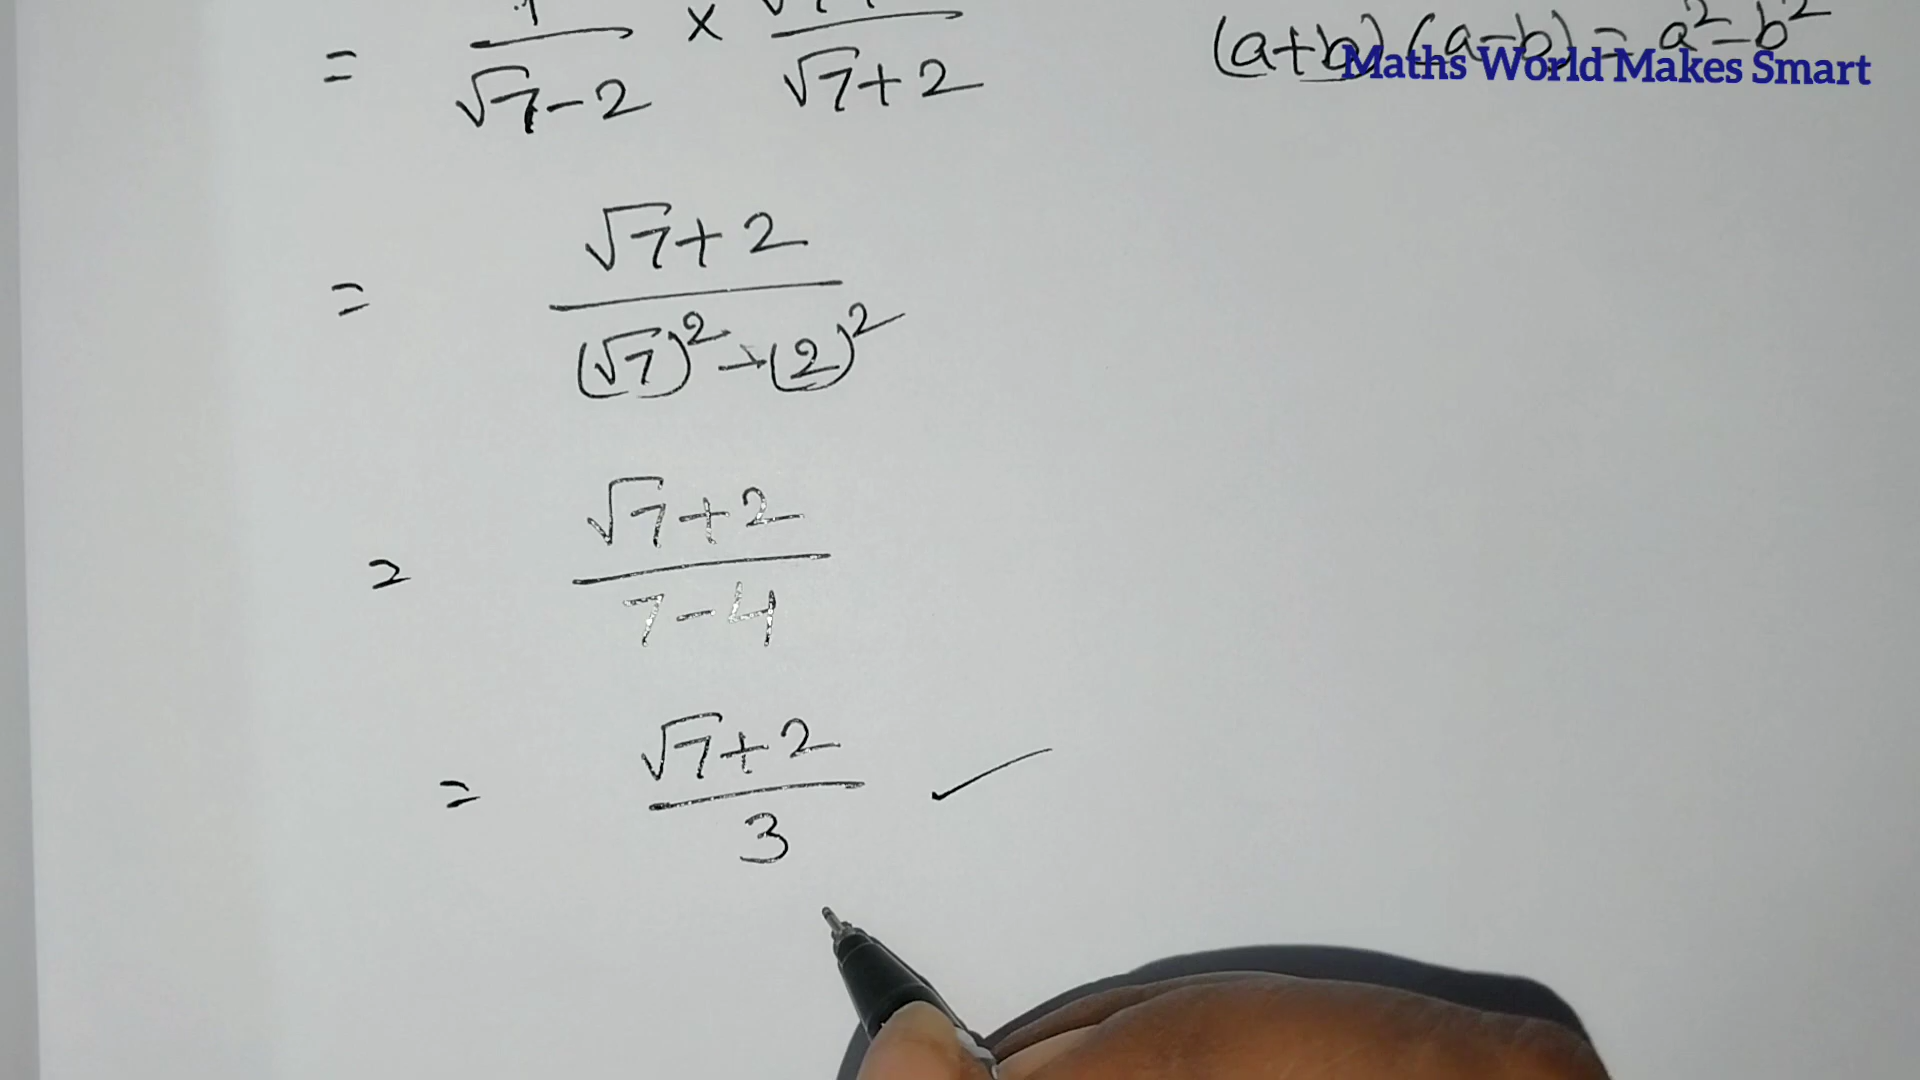 = 1/(√7-2) × (√7+2)/(√7+2)
(a+b)(a-b) = a²-b²
Maths World Makes Smart
= (√7+2)/((√7)²-(2)²)
= (√7+2)/(7-4)
= (√7+2)/3 ✓